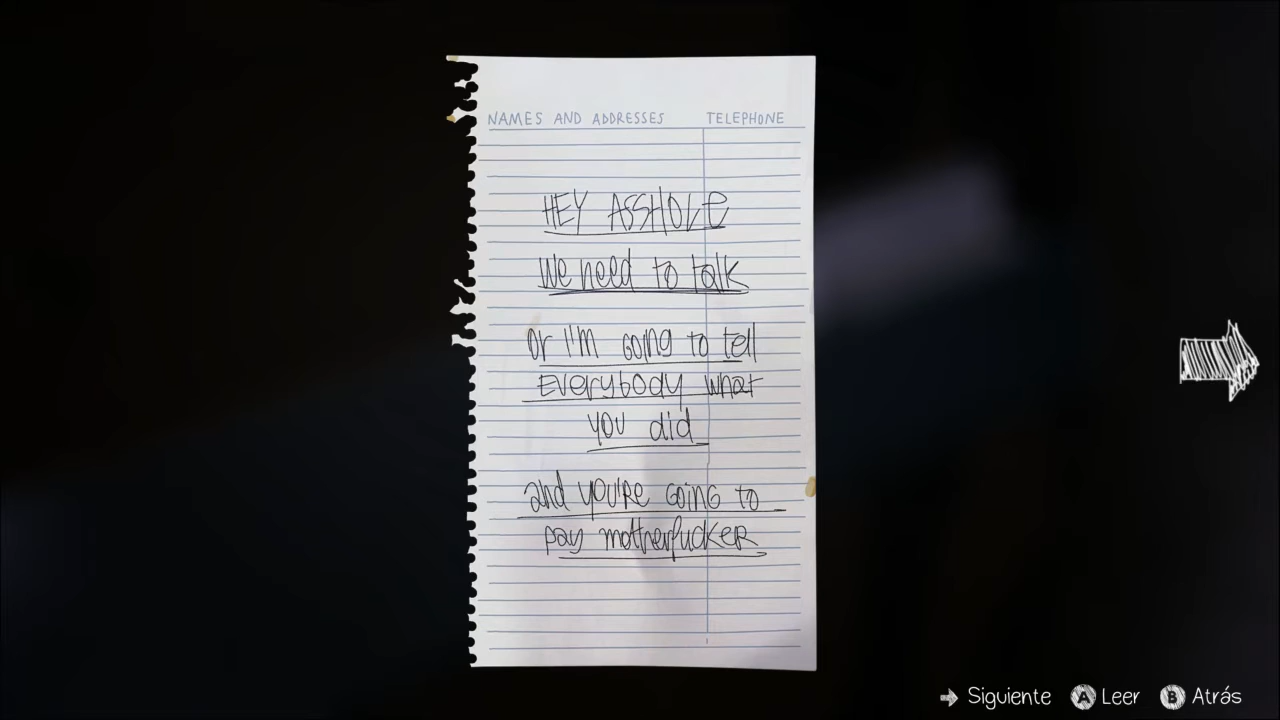 NAMES AND ADDRESSES TELEPHONE
HEY ASSHOLE
We need to talk
Or I'm going to tell
Everybody what
you did
and you're going to
pay motherfucker
Siguiente A Leer B Atrás